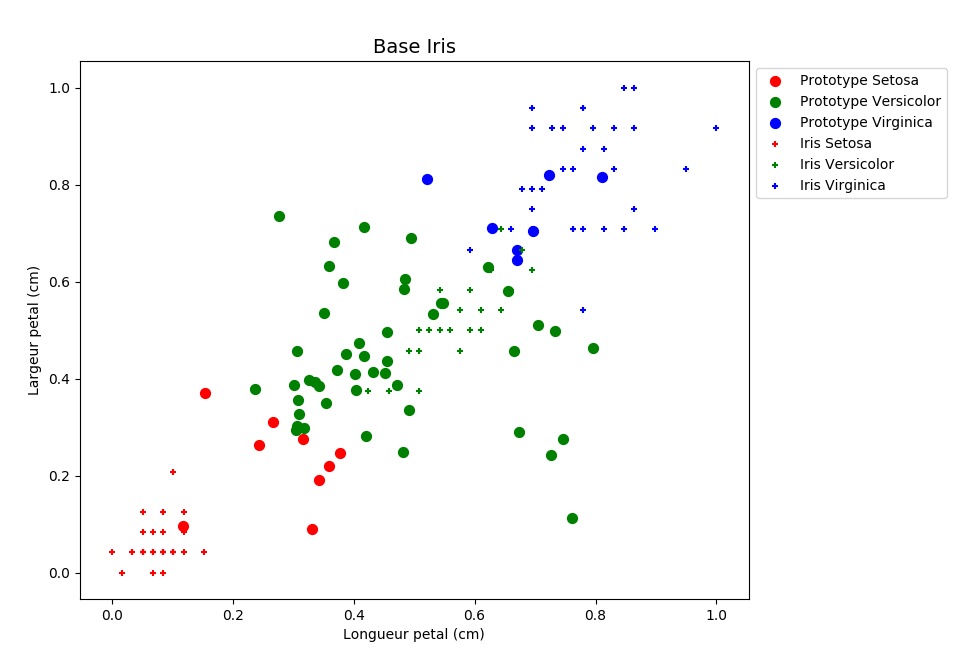 Base Iris
Prototype Setosa
Prototype Versicolor
Prototype Virginica
Iris Setosa
Iris Versicolor
Iris Virginica
Largeur petal (cm)
1.0
0.8
0.6
0.4
0.2
0.0
0.0 0.2 0.4 0.6 0.8 1.0
Longueur petal (cm)